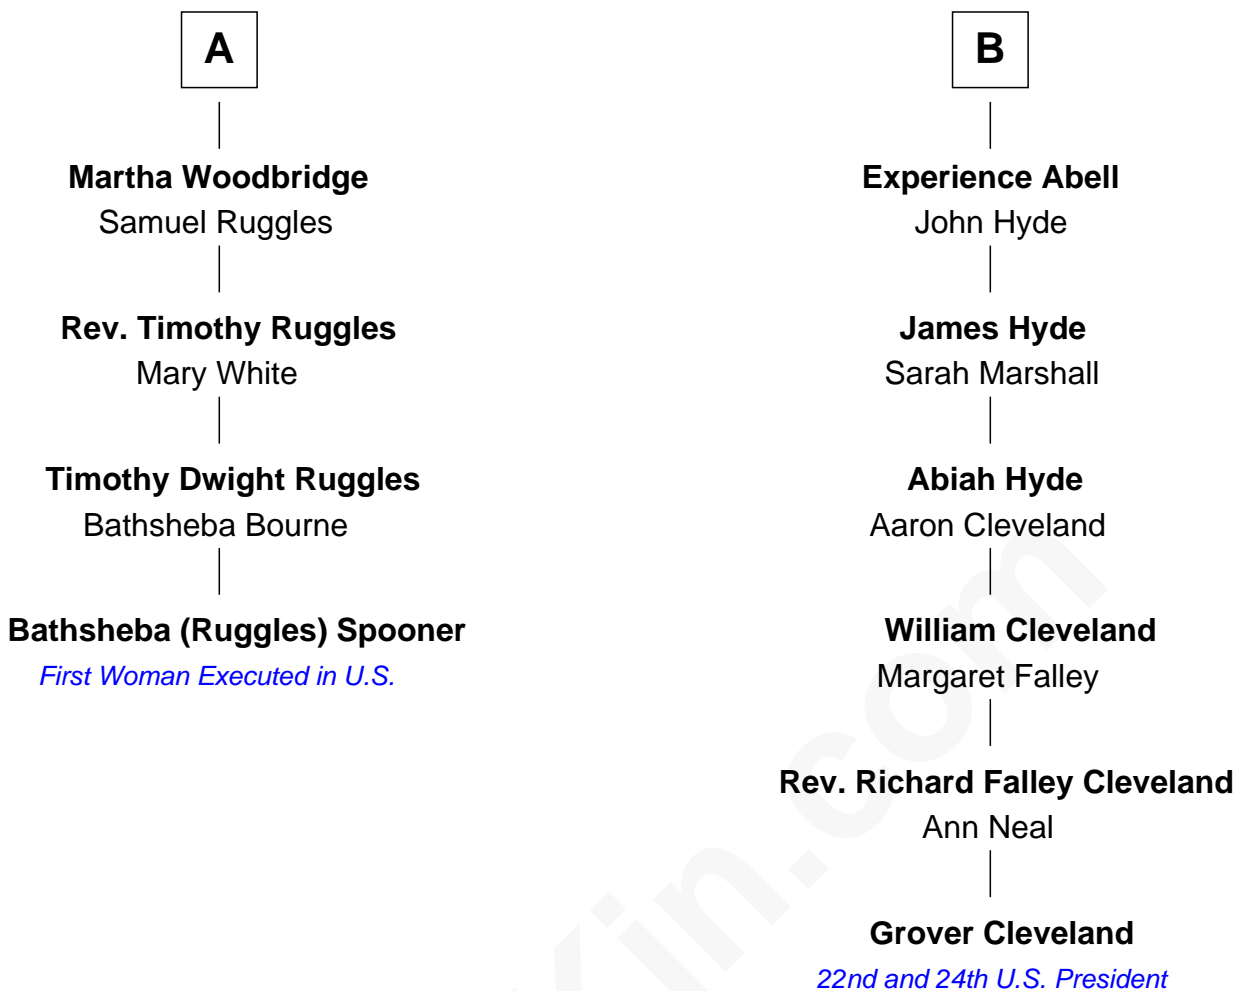 A
Martha Woodbridge
Samuel Ruggles
Rev. Timothy Ruggles
Mary White
Timothy Dwight Ruggles
Bathsheba Bourne
Bathsheba (Ruggles) Spooner
First Woman Executed in U.S.
B
Experience Abell
John Hyde
James Hyde
Sarah Marshall
Abiah Hyde
Aaron Cleveland
William Cleveland
Margaret Falley
Rev. Richard Falley Cleveland
Ann Neal
Grover Cleveland
22nd and 24th U.S. President
Kin.com